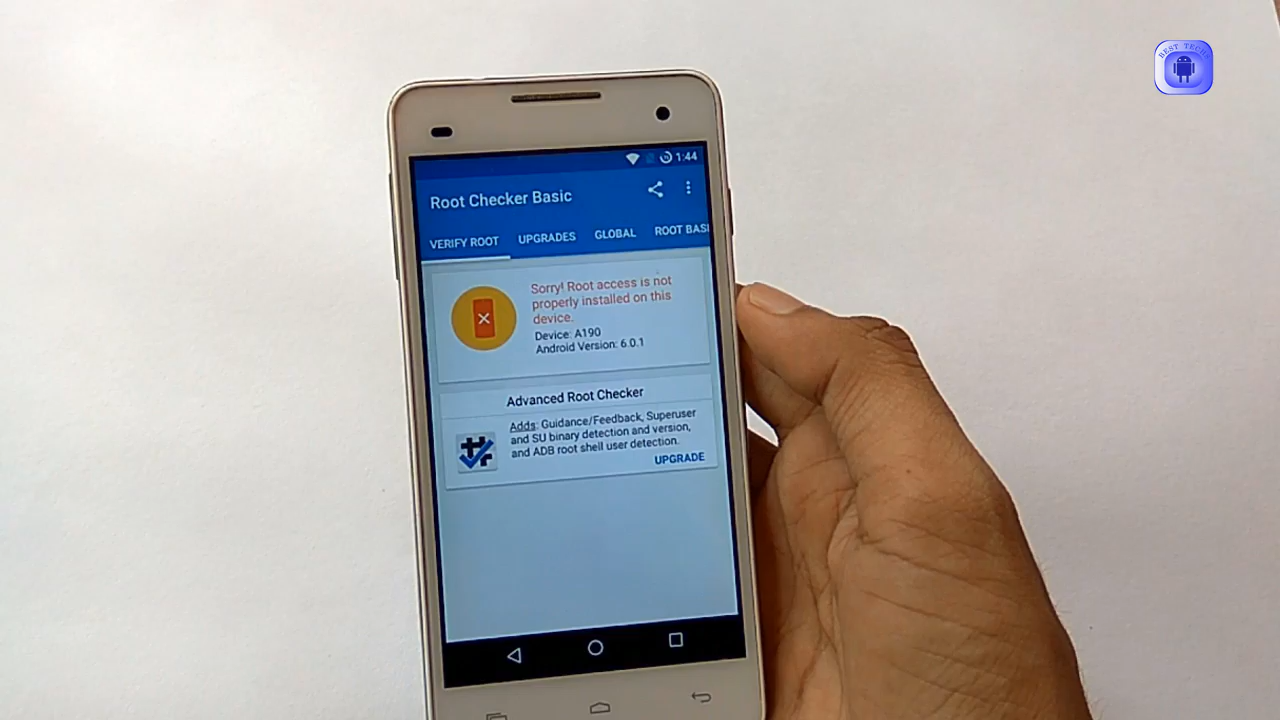 BEST TECH
1:44
Root Checker Basic
VERIFY ROOT UPGRADES GLOBAL ROOT BASI
Sorry! Root access is not
properly installed on this
device.
Device: A190
Android Version: 6.0.1
Advanced Root Checker
Adds: Guidance/Feedback, Superuser
and SU binary detection and version,
and ADB root shell user detection.
UPGRADE